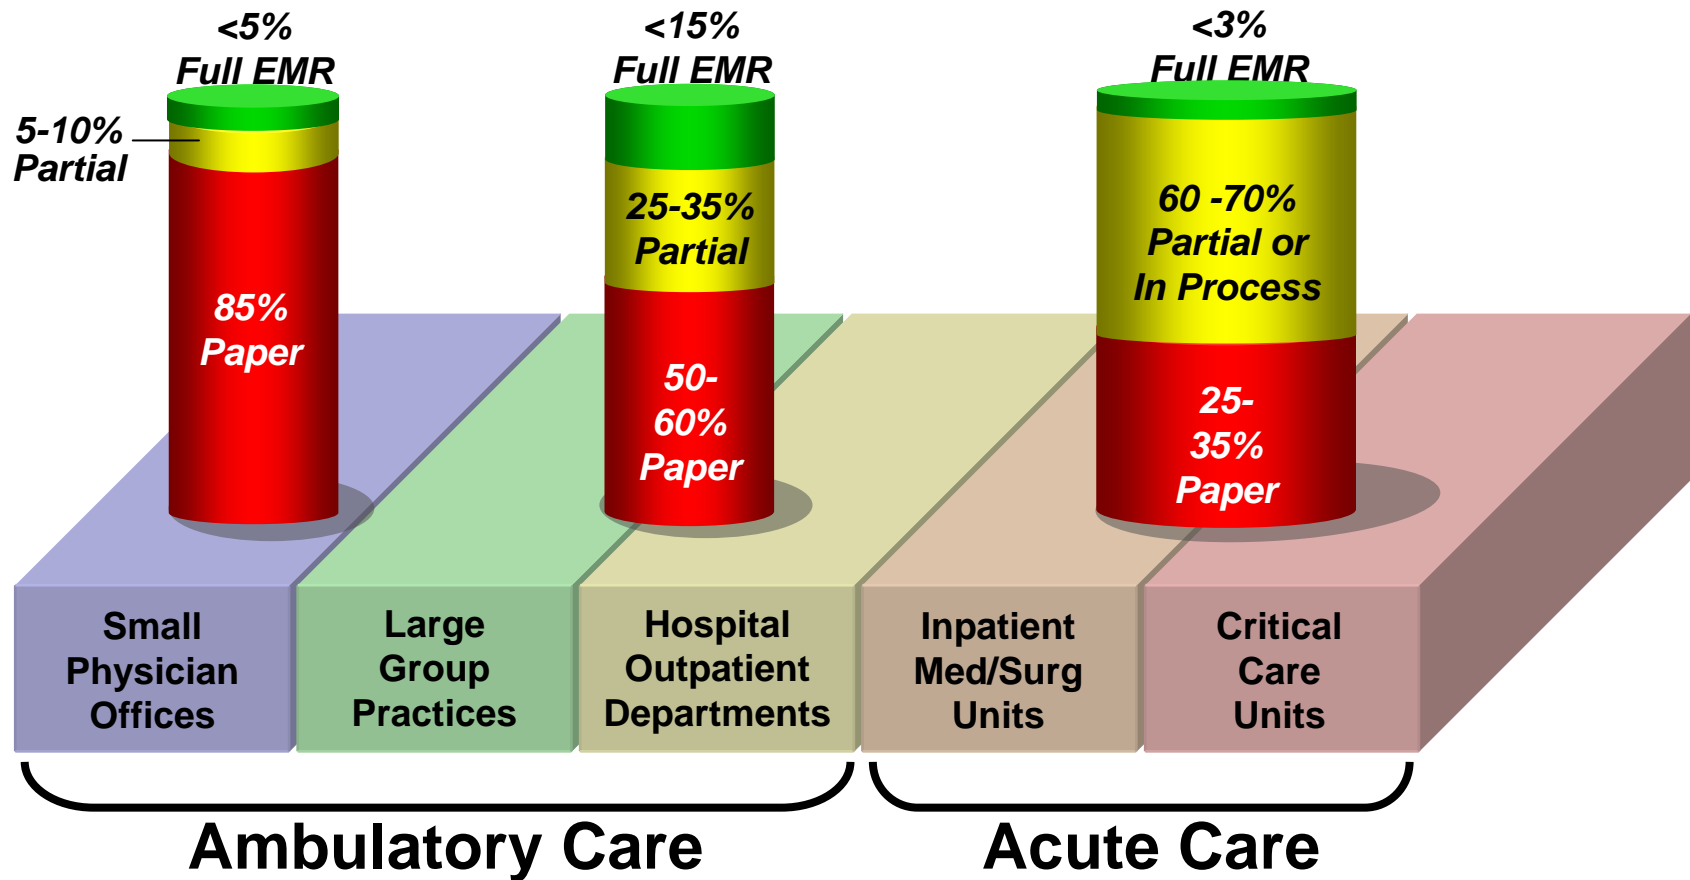 <5%
Full EMR
5-10%
Partial
85%
Paper
<15%
Full EMR
25-35%
Partial
50-
60%
Paper
<3%
Full EMR
60 -70%
Partial or
In Process
25-
35%
Paper
Small
Physician
Offices
Large
Group
Practices
Hospital
Outpatient
Departments
Inpatient
Med/Surg
Units
Critical
Care
Units
Ambulatory Care
Acute Care